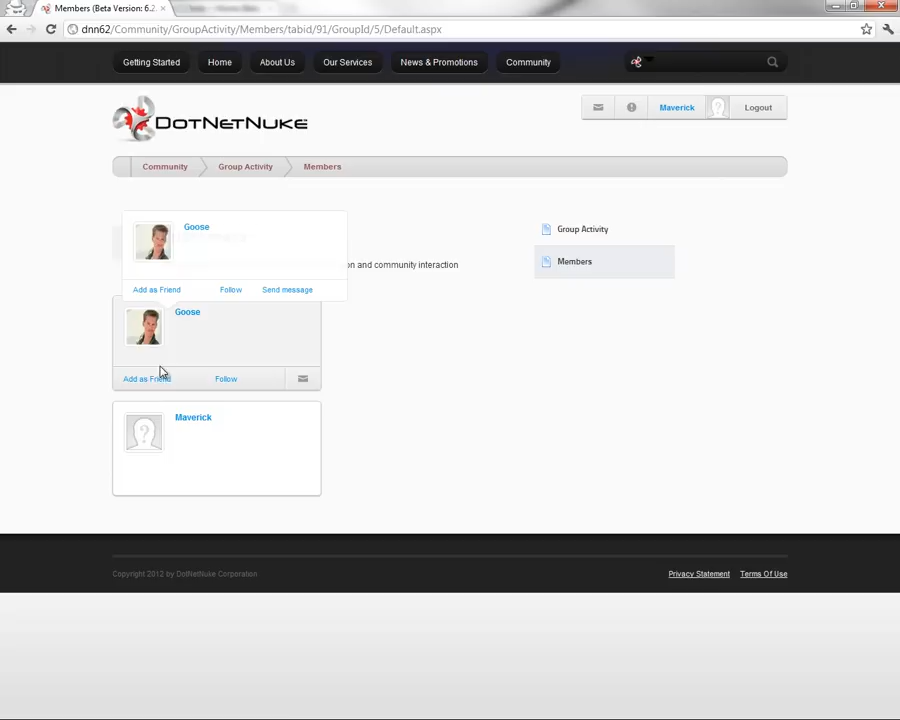 Members (Beta Version: 6.2.
dnn62/Community/GroupActivity/Members/tabid/91/GroupId/5/Default.aspx
Getting Started Home About Us Our Services News & Promotions Community
DOTNETNUKE
Maverick Logout
Community Group Activity Members
Goose
Add as Friend Follow Send message
on and community interaction
Goose
Add as Friend Follow
Maverick
Group Activity
Members
Copyright 2012 by DotNetNuke Corporation
Privacy Statement Terms Of Use